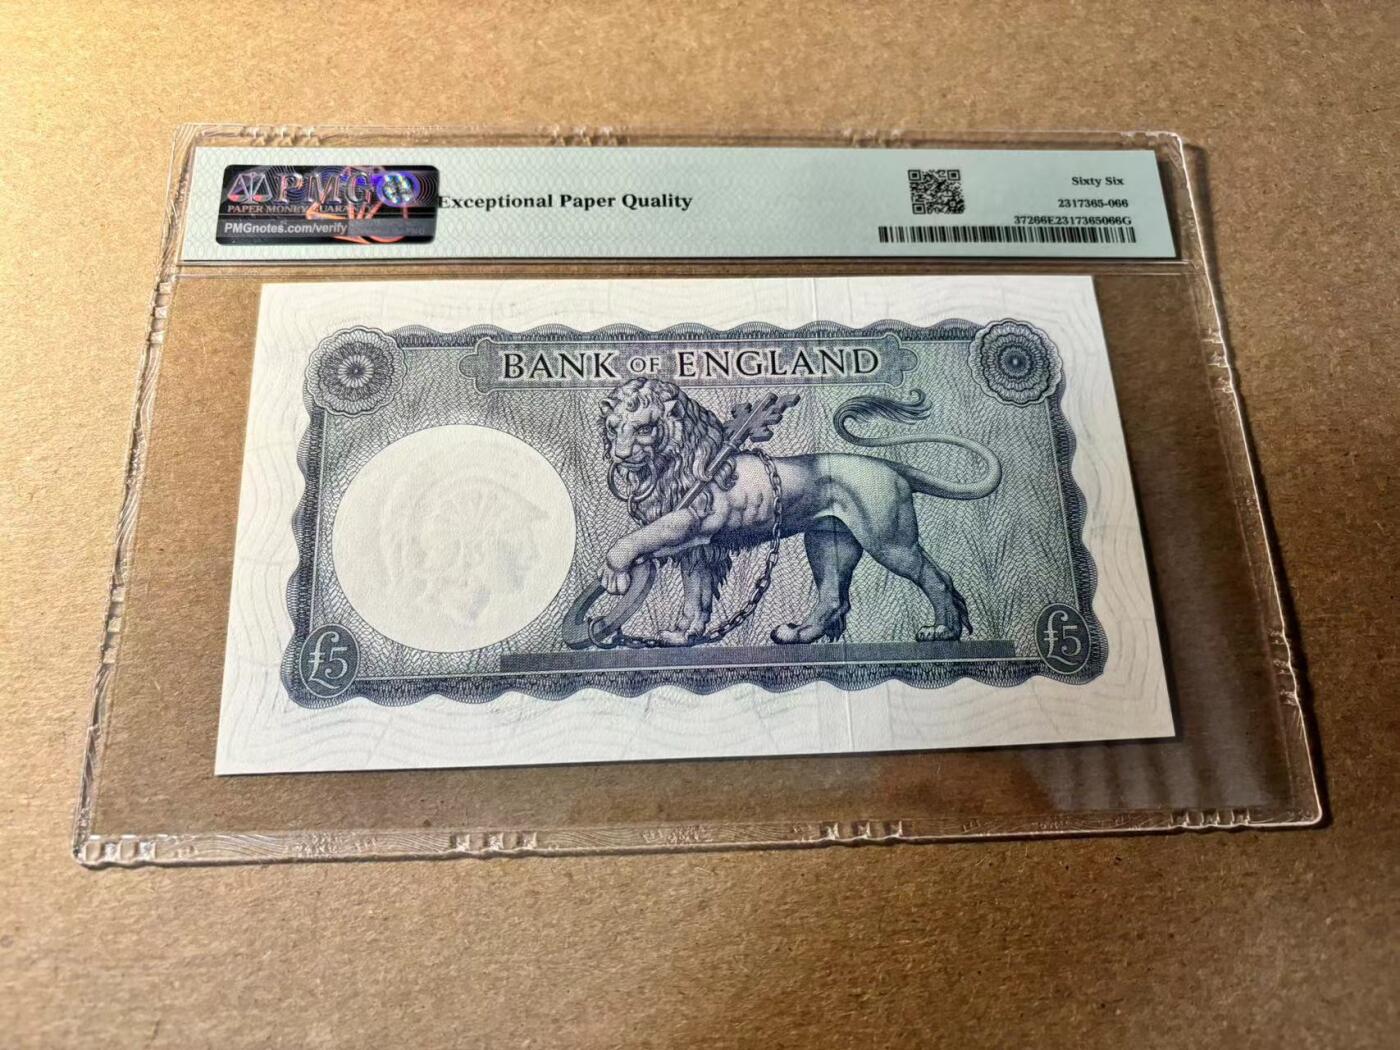 PMG
PAPER MONEY GUARANTY
PMGnotes.com/verify
Exceptional Paper Quality
Sixty Six
2317365-066
37266E2317365066G
BANK OF ENGLAND
£5
£5